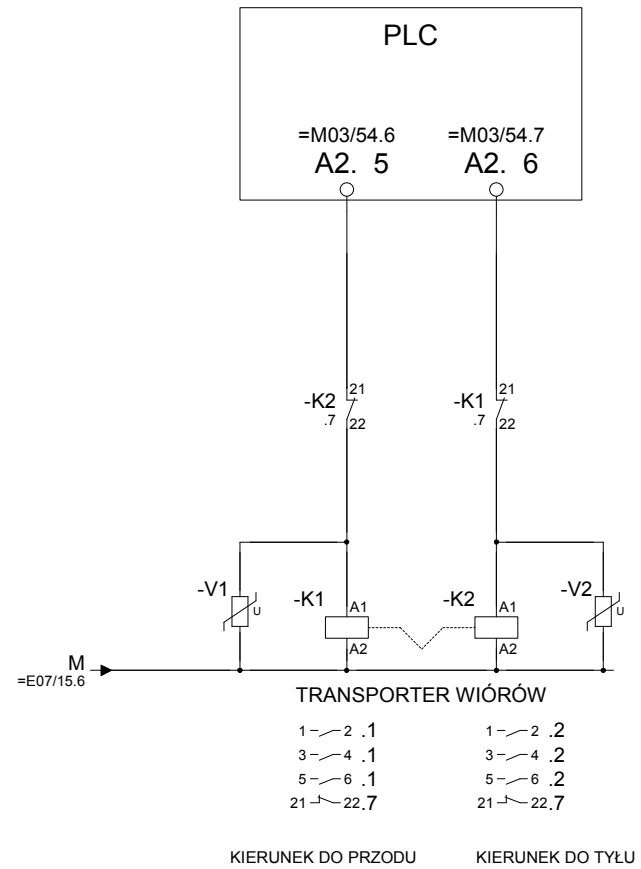 PLC
=M03/54.6 =M03/54.7
A2. 5 A2. 6
-K2 21 -K1 21
.7 22 .7 22
-V1 U -K1 A1 -K2 A1 -V2 U
A2 A2
M
=E07/15.6
TRANSPORTER WIÓRÓW
1 2 .1 1 2 .2
3 4 .1 3 4 .2
5 6 .1 5 6 .2
21 22 .7 21 22 .7
KIERUNEK DO PRZODU KIERUNEK DO TYŁU